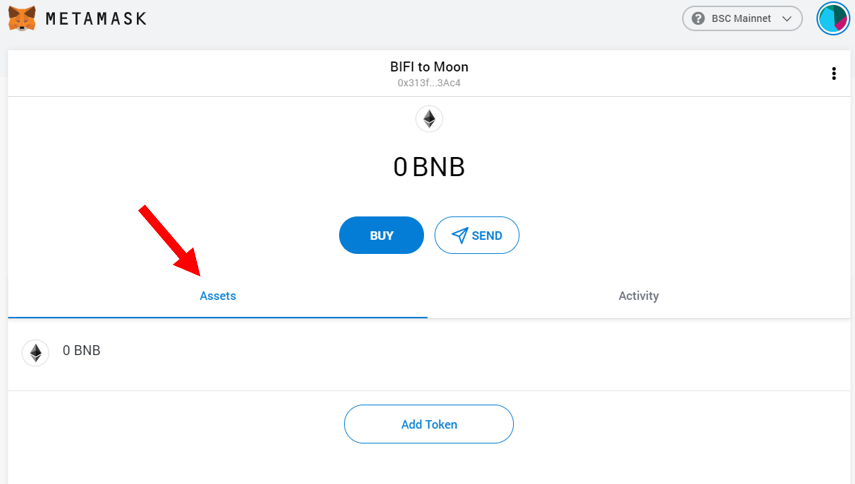 METAMASK
? BSC Mainnet
BIFI to Moon
0x313f...3Ac4
0 BNB
BUY
SEND
Assets
Activity
0 BNB
Add Token